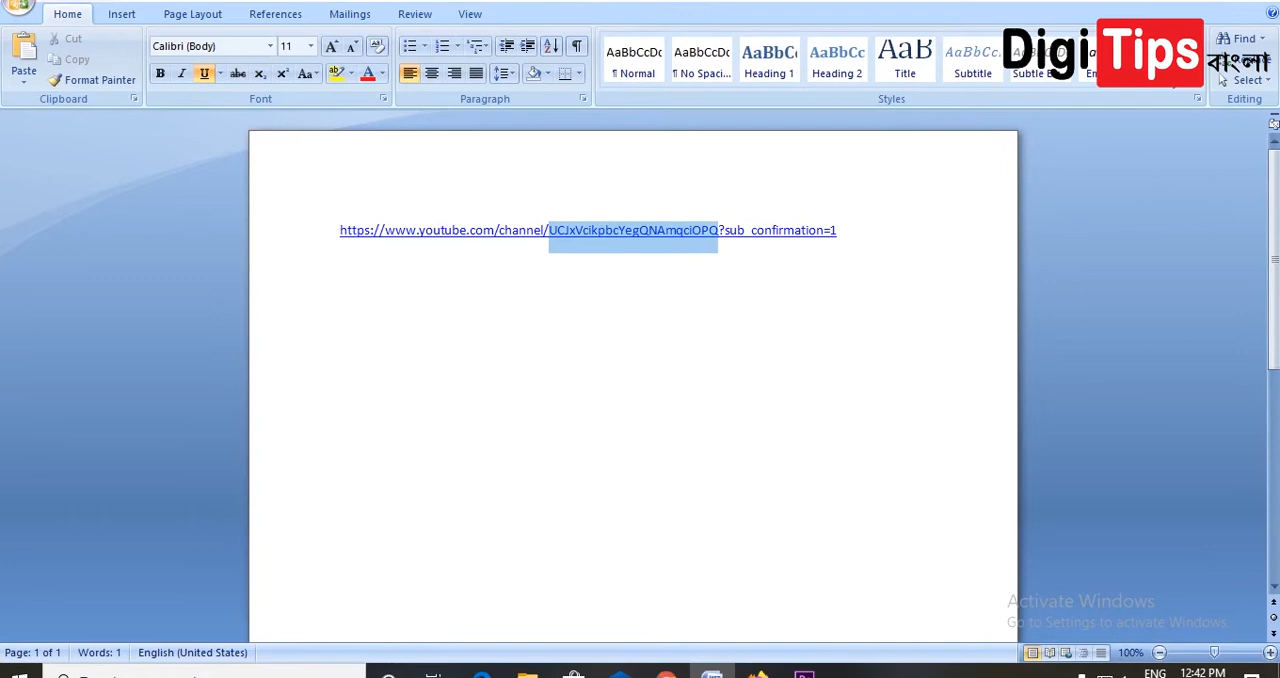 Home Insert Page Layout References Mailings Review View
Digi Tips বাংলা
Cut
Copy
Format Painter
Paste
Clipboard
Calibri (Body) 11
Font
Paragraph
AaBbCcDc AaBbCcDc AaBbCc AaBbCc AaB AaBbCc.
¶ Normal ¶ No Spaci... Heading 1 Heading 2 Title Subtitle
Styles
Find
Select
Editing
https://www.youtube.com/channel/UCJxVcikpbcYegQNAmqciOPQ?sub_confirmation=1
Activate Windows
Go to Settings to activate Windows.
Page: 1 of 1 Words: 1 English (United States) 100%
ENG 12:42 PM